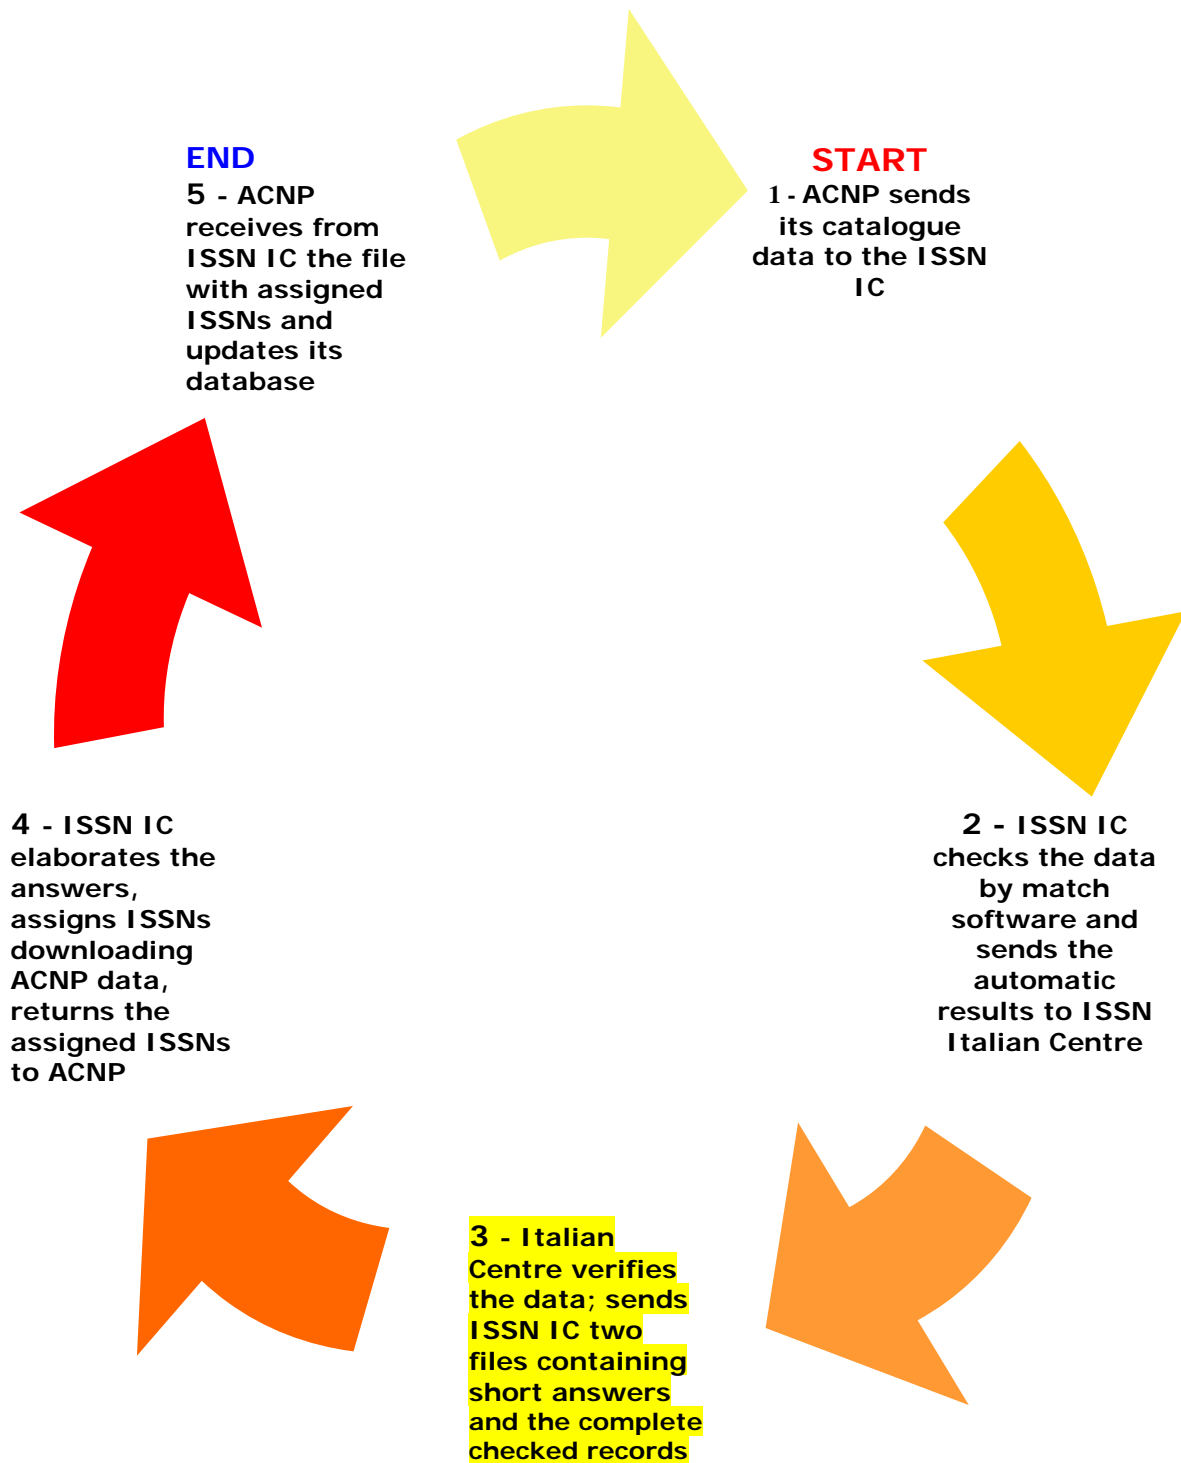 START
1 - ACNP sends
its catalogue
data to the ISSN
IC
2 - ISSN IC
checks the data
by match
software and
sends the
automatic
results to ISSN
Italian Centre
3 - Italian
Centre verifies
the data; sends
ISSN IC two
files containing
short answers
and the complete
checked records
4 - ISSN IC
elaborates the
answers,
assigns ISSNs
downloading
ACNP data,
returns the
assigned ISSNs
to ACNP
END
5 - ACNP
receives from
ISSN IC the file
with assigned
ISSNs and
updates its
database